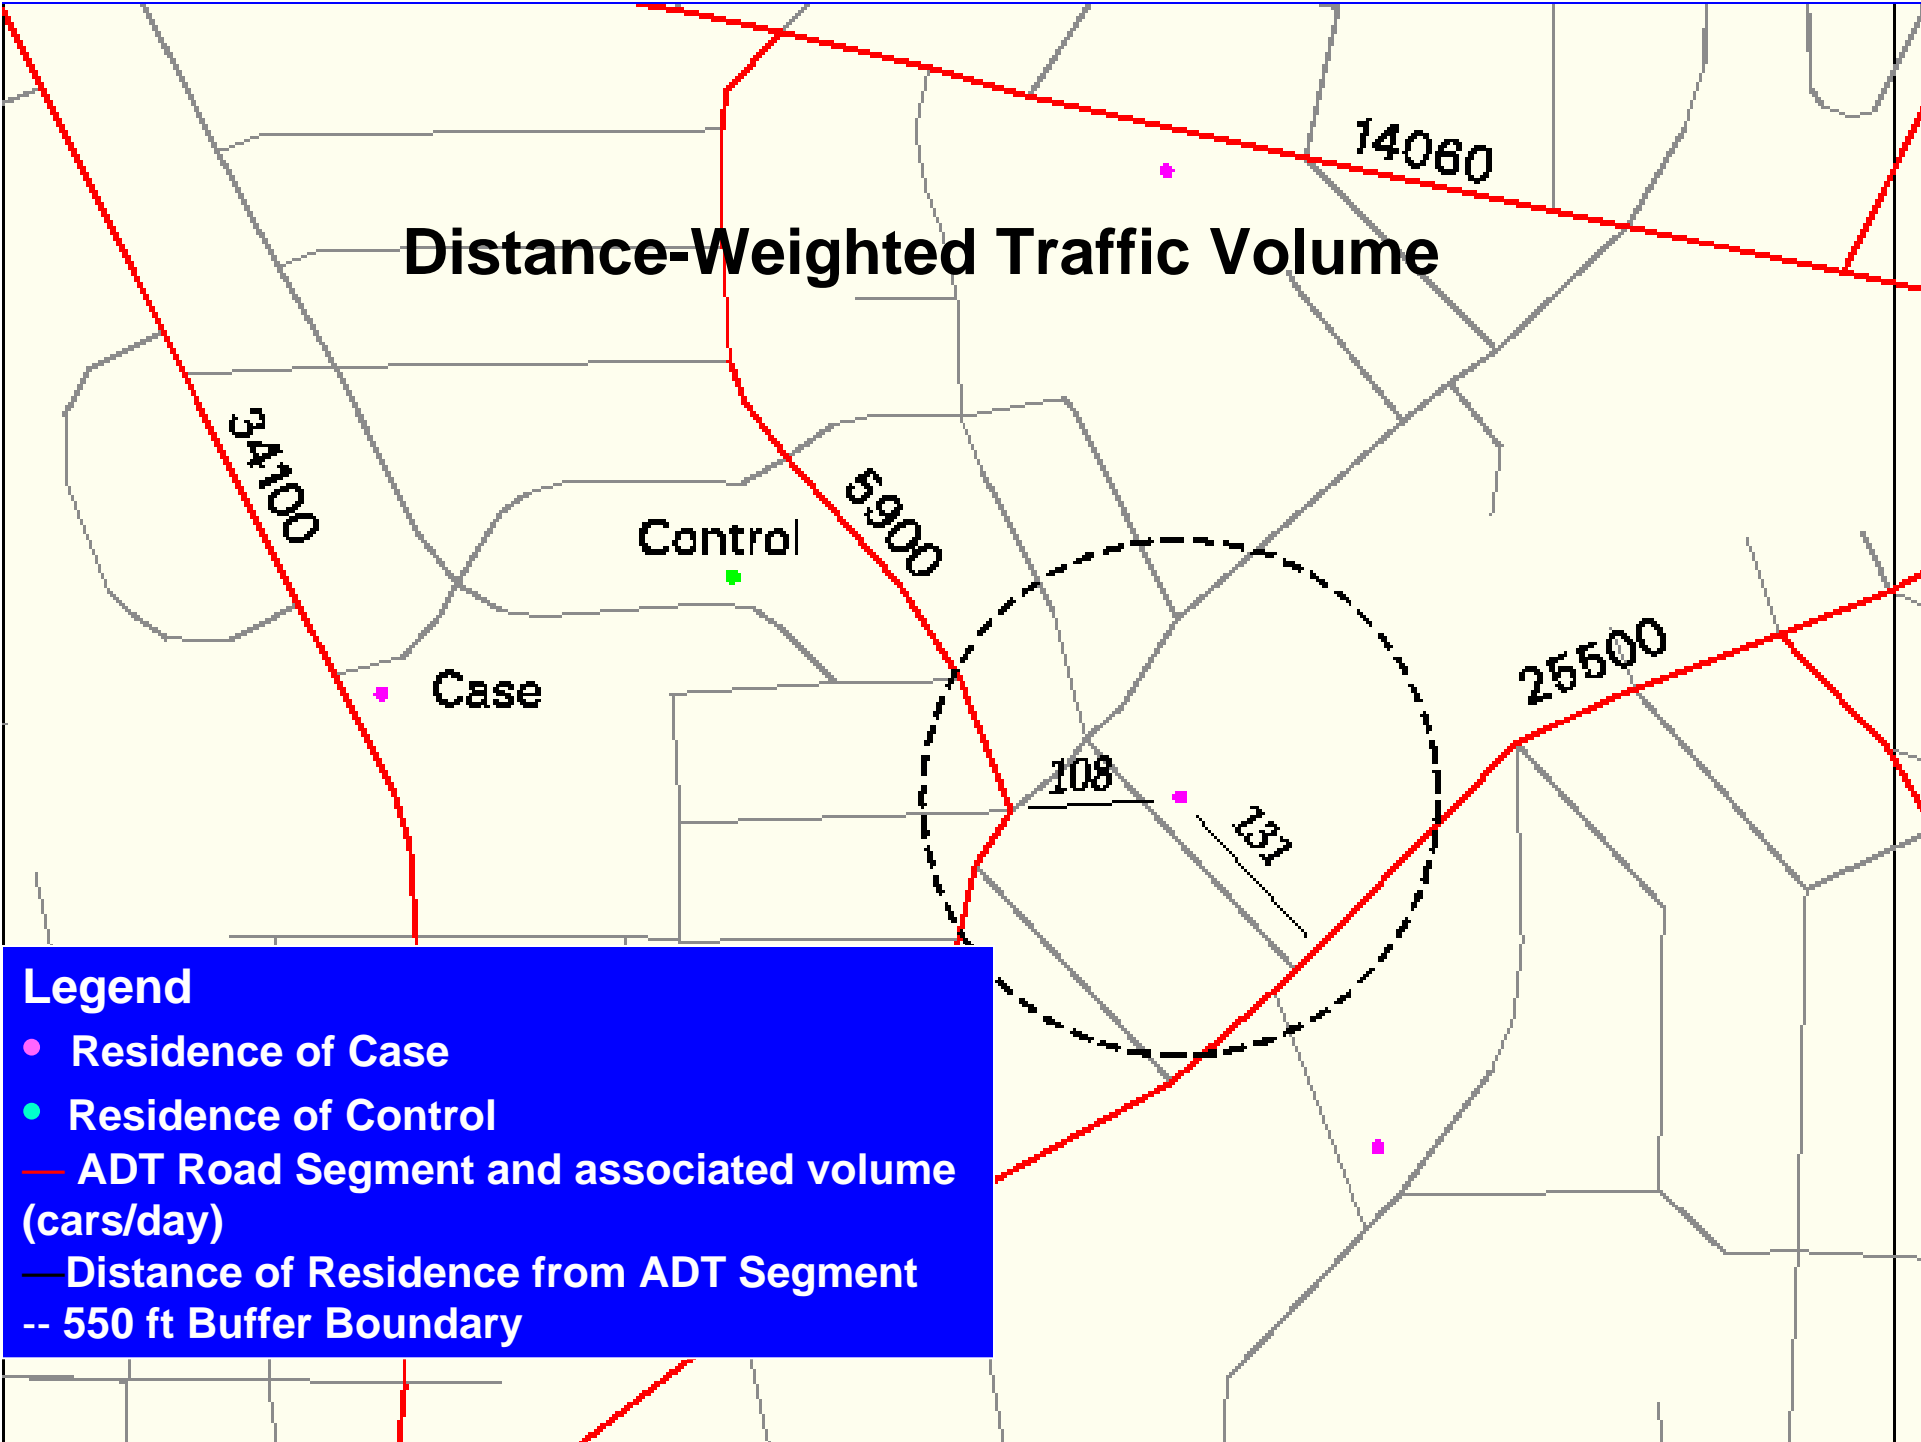 14060
Distance-Weighted Traffic Volume
34100
5900
Control
Case
25500
108
131
Legend
• Residence of Case
• Residence of Control
— ADT Road Segment and associated volume
(cars/day)
—Distance of Residence from ADT Segment
-- 550 ft Buffer Boundary